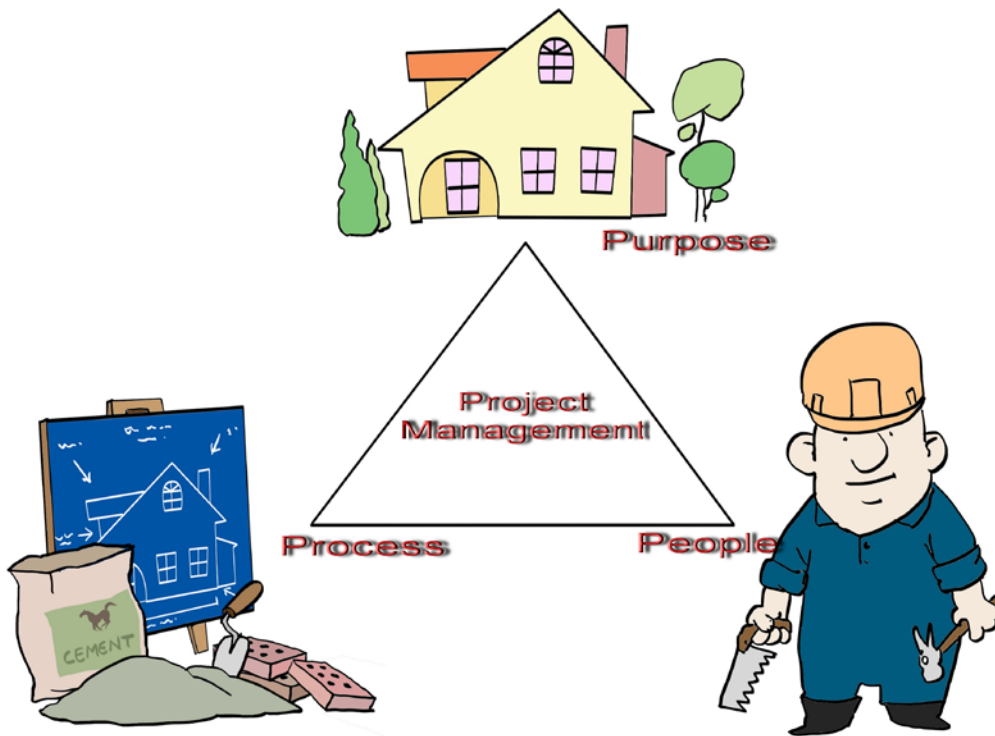 Purpose
Project
Management
Process
People
CEMENT